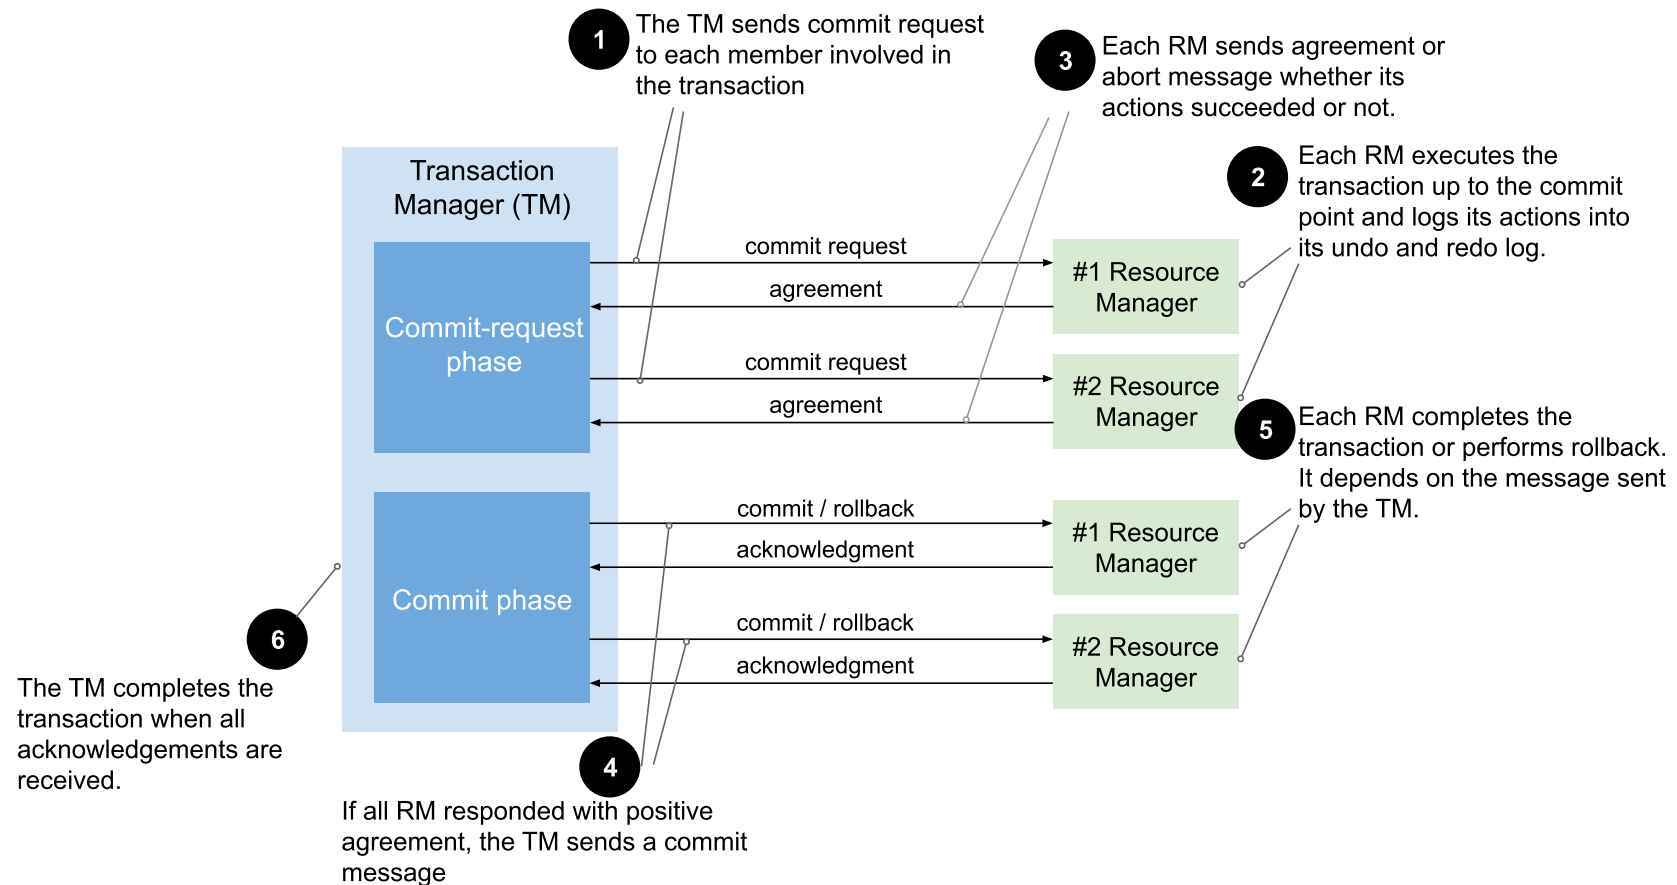 1
The TM sends commit request
to each member involved in
the transaction
3
Each RM sends agreement or
abort message whether its
actions succeeded or not.
2
Each RM executes the
transaction up to the commit
point and logs its actions into
its undo and redo log.
Transaction
Manager (TM)
Commit-request
phase
commit request
agreement
#1 Resource
Manager
commit request
agreement
#2 Resource
Manager
5
Each RM completes the
transaction or performs rollback.
It depends on the message sent
by the TM.
Commit phase
commit / rollback
acknowledgment
#1 Resource
Manager
commit / rollback
acknowledgment
#2 Resource
Manager
6
The TM completes the
transaction when all
acknowledgements are
received.
4
If all RM responded with positive
agreement, the TM sends a commit
message